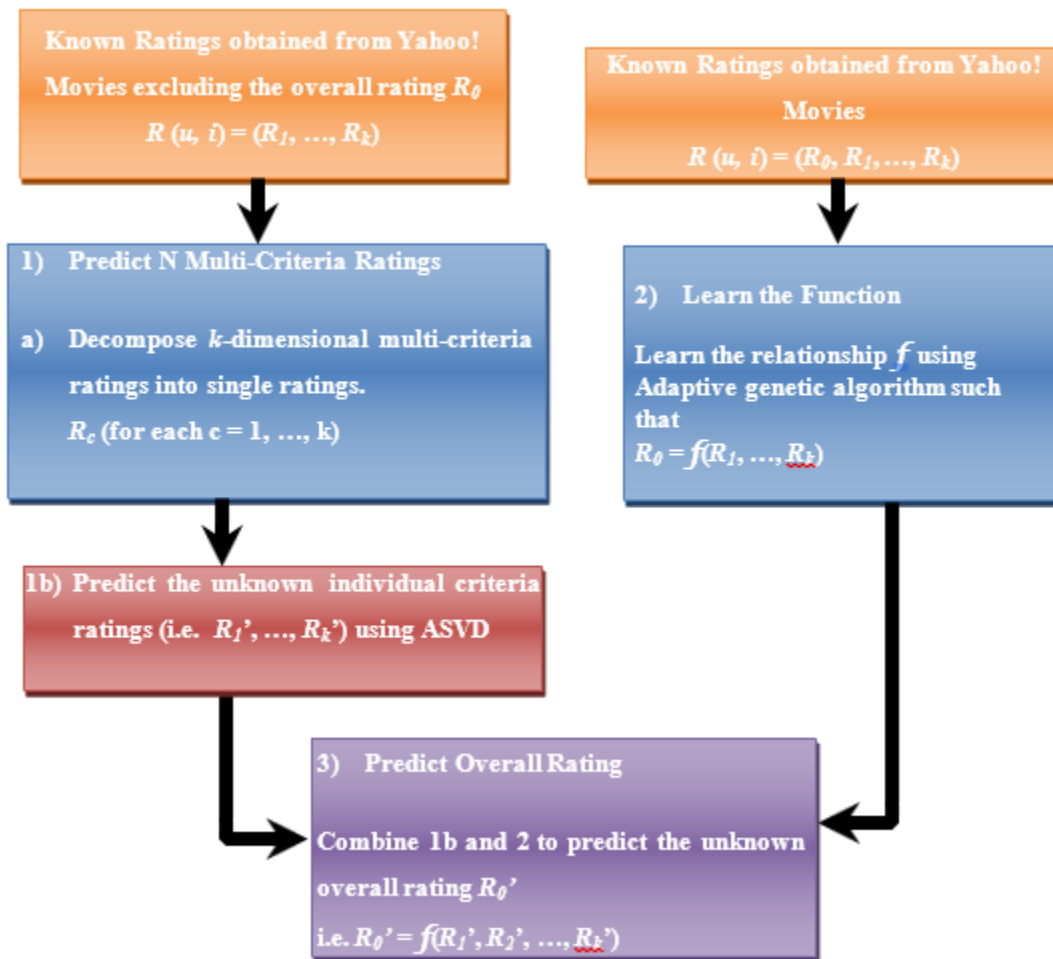 Known Ratings obtained from Yahoo!
Movies excluding the overall rating R₀
R (u, i) = (R₁, …, Rₖ)
Known Ratings obtained from Yahoo!
Movies
R (u, i) = (R₀, R₁, …, Rₖ)
1) Predict N Multi-Criteria Ratings
a) Decompose k-dimensional multi-criteria
ratings into single ratings.
R_c (for each c = 1, …, k)
2) Learn the Function
Learn the relationship f using
Adaptive genetic algorithm such
that
R₀ = f(R₁, …, Rₖ)
1b) Predict the unknown individual criteria
ratings (i.e. R₁’, …, Rₖ’) using ASVD
3) Predict Overall Rating
Combine 1b and 2 to predict the unknown
overall rating R₀’
i.e. R₀’ = f(R₁’, R₂’, …, Rₖ’)